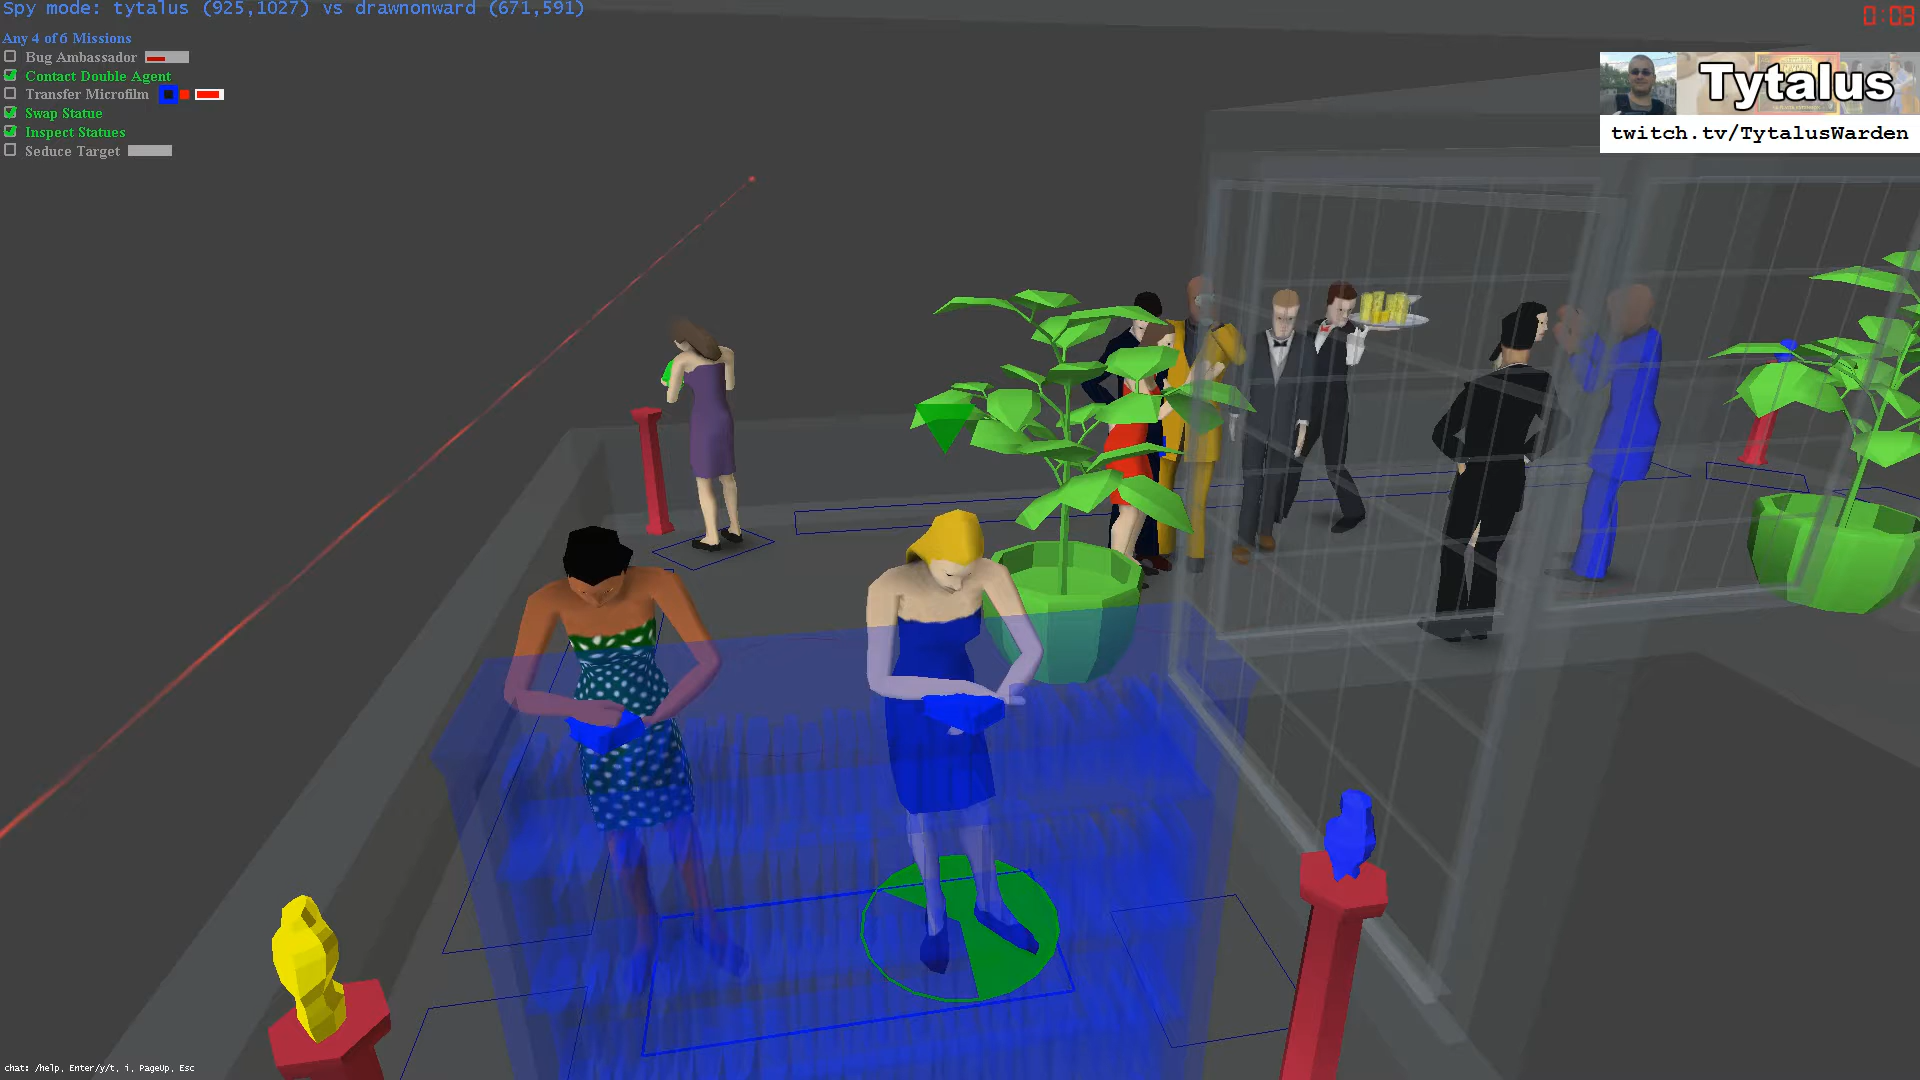 Spy mode: tytalus (925,1027) vs drawnonward (671,591)
0:09
Any 4 of 6 Missions
Bug Ambassador
Contact Double Agent
Transfer Microfilm
Swap Statue
Inspect Statues
Seduce Target
Tytalus
twitch.tv/TytalusWarden
chat: /help, Enter/y/t, i, PageUp, Esc